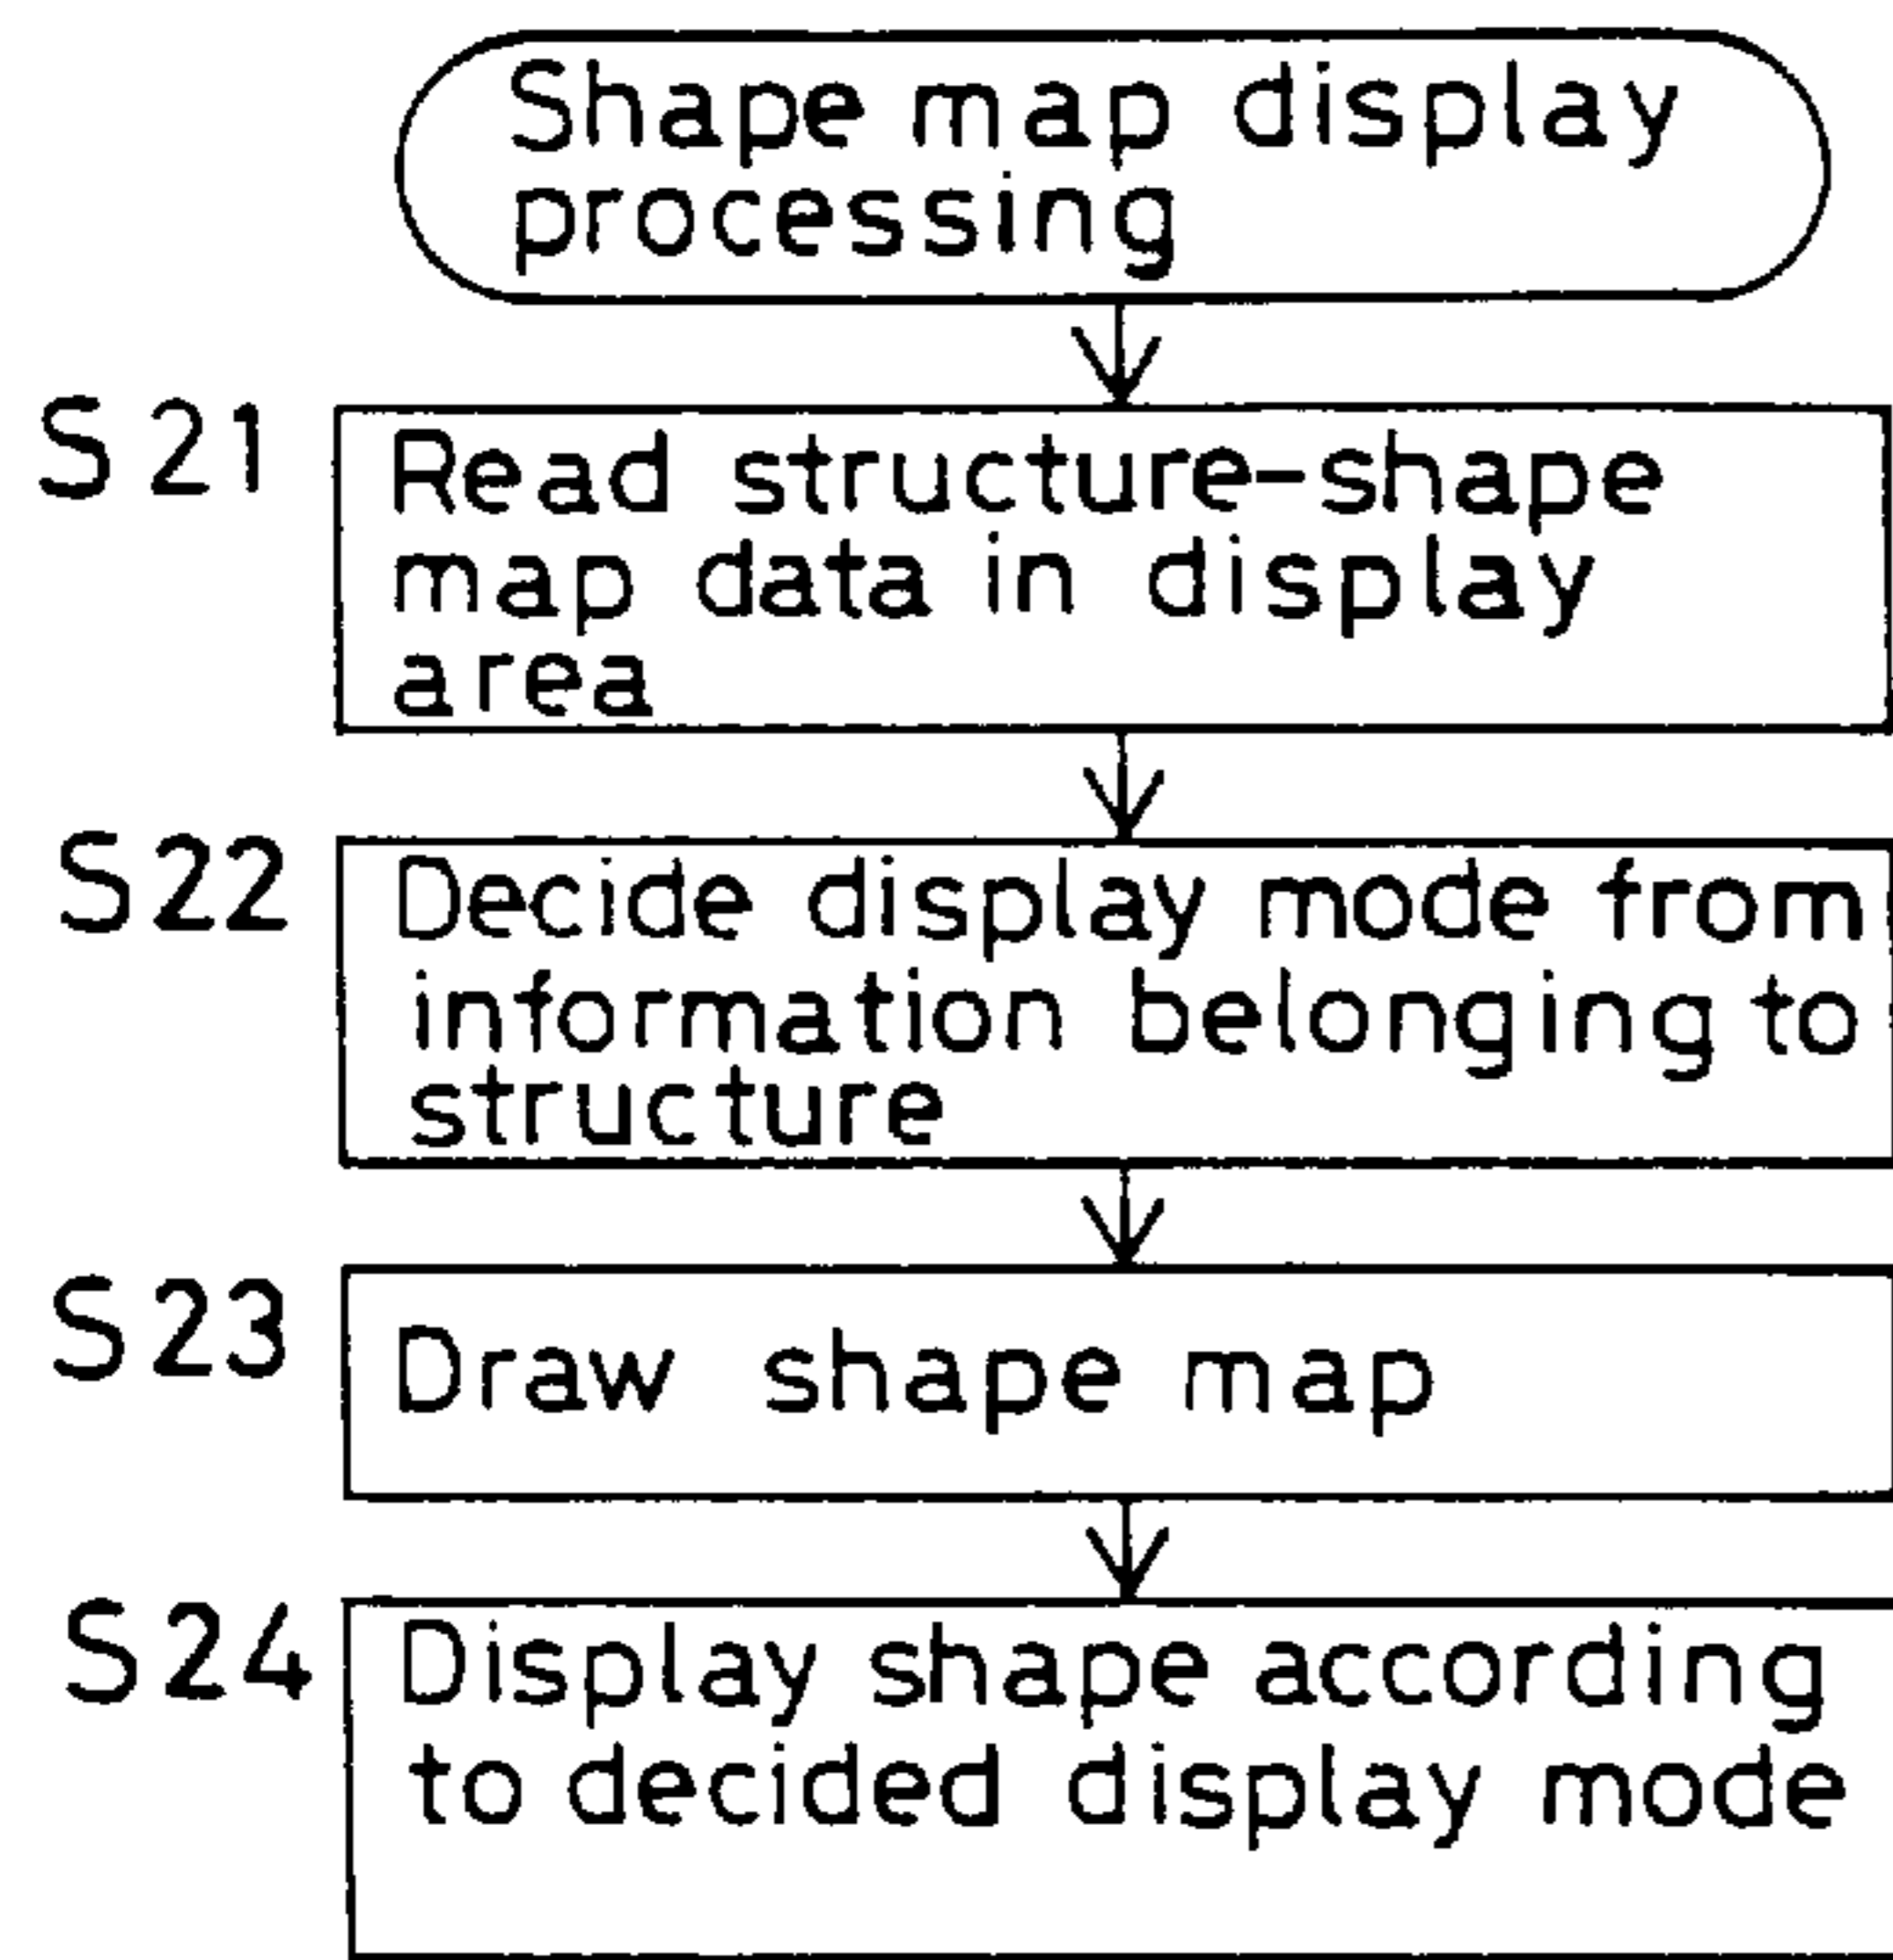 Shape map display
processing
S21
Read structure-shape
map data in display
area
S22
Decide display mode from
information belonging to
structure
S23
Draw shape map
S24
Display shape according
to decided display mode